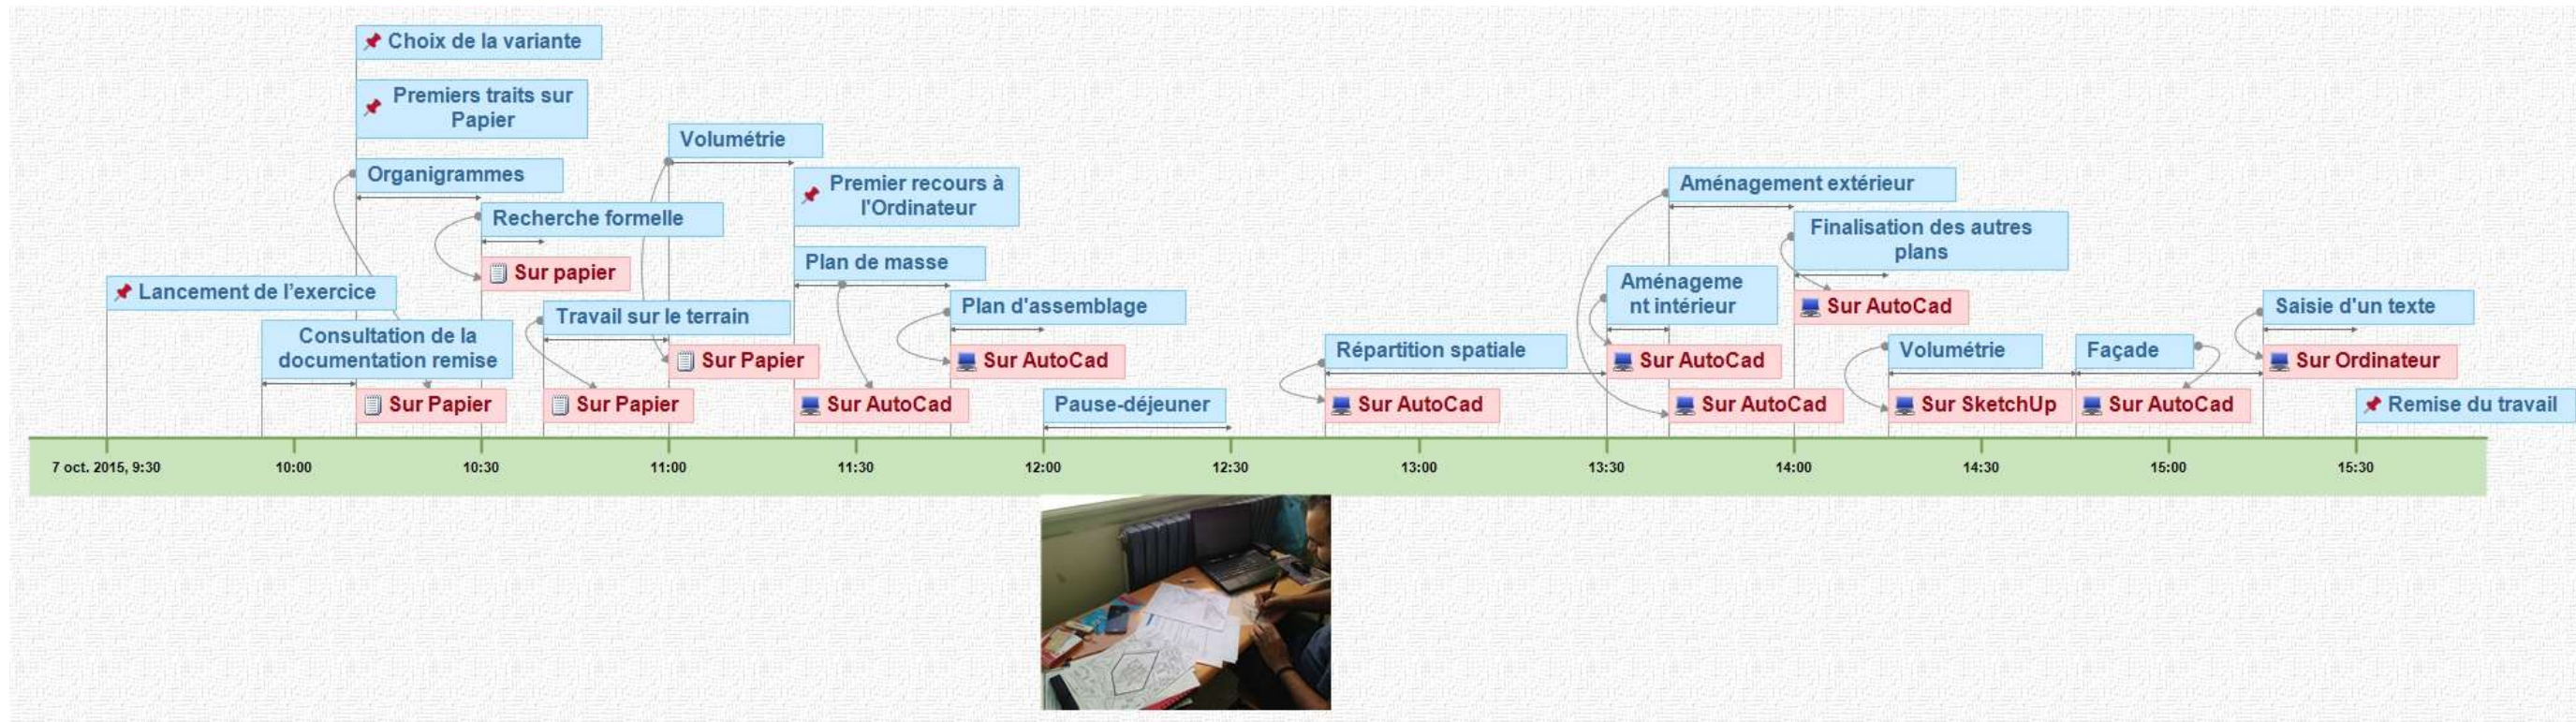 Choix de la variante
Premiers traits sur
Papier
Volumétrie
Organigrammes
Premier recours à
l'Ordinateur
Aménagement extérieur
Recherche formelle
Finalisation des autres
plans
Plan de masse
Sur papier
Aménageme
nt intérieur
Lancement de l’exercice
Travail sur le terrain
Plan d'assemblage
Sur AutoCad
Saisie d'un texte
Consultation de la
documentation remise
Sur Papier
Sur AutoCad
Répartition spatiale
Sur AutoCad
Volumétrie
Façade
Sur Ordinateur
Sur Papier
Sur Papier
Sur AutoCad
Pause-déjeuner
Sur AutoCad
Sur AutoCad
Sur SketchUp
Sur AutoCad
Remise du travail
7 oct. 2015, 9:30
10:00
10:30
11:00
11:30
12:00
12:30
13:00
13:30
14:00
14:30
15:00
15:30